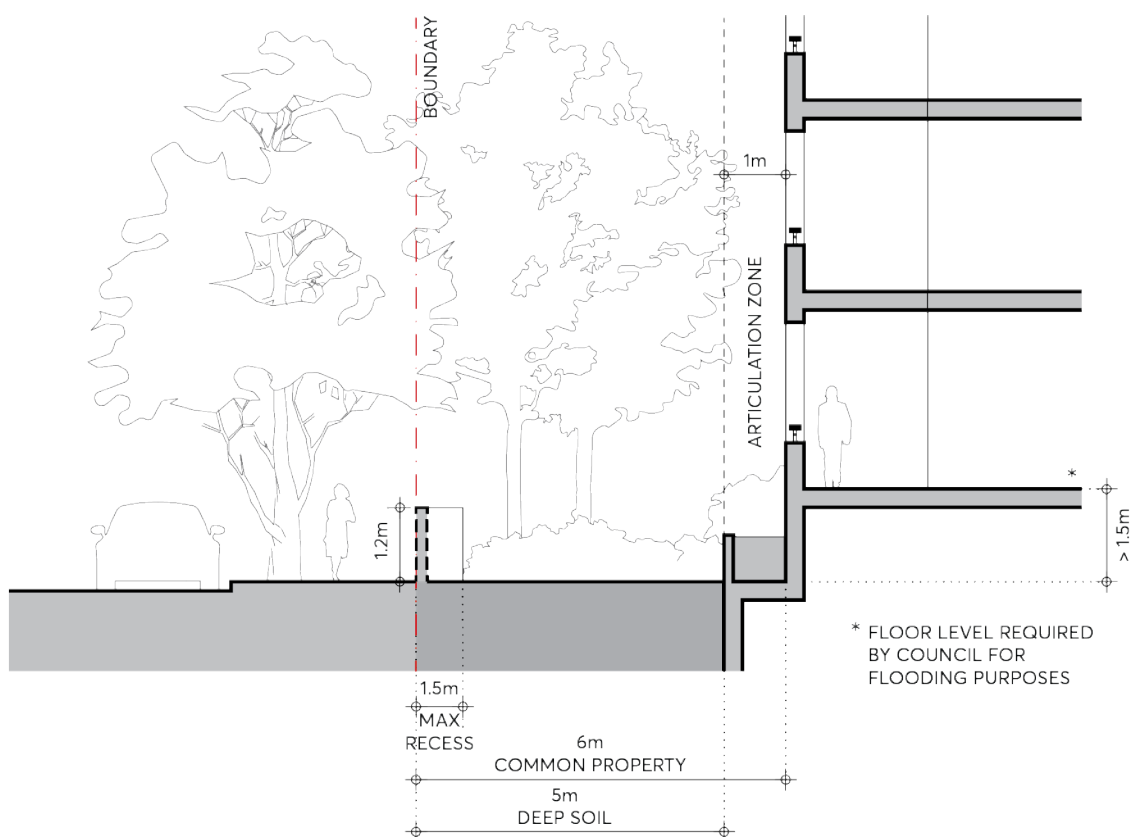 BOUNDARY
1m
ARTICULATION ZONE
1.2m
*
> 1.5m
* FLOOR LEVEL REQUIRED
BY COUNCIL FOR
FLOODING PURPOSES
1.5m
MAX
RECESS
6m
COMMON PROPERTY
5m
DEEP SOIL